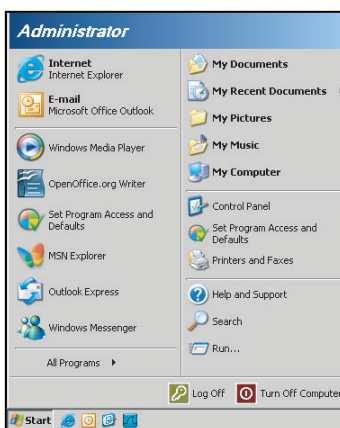 Administrator
Internet
Internet Explorer
E-mail
Microsoft Office Outlook
Windows Media Player
OpenOffice.org Writer
Set Program Access and
Defaults
MSN Explorer
Outlook Express
Windows Messenger
All Programs
My Documents
My Recent Documents
My Pictures
My Music
My Computer
Control Panel
Set Program Access and
Defaults
Printers and Faxes
Help and Support
Search
Run...
Log Off
Turn Off Computer
Start